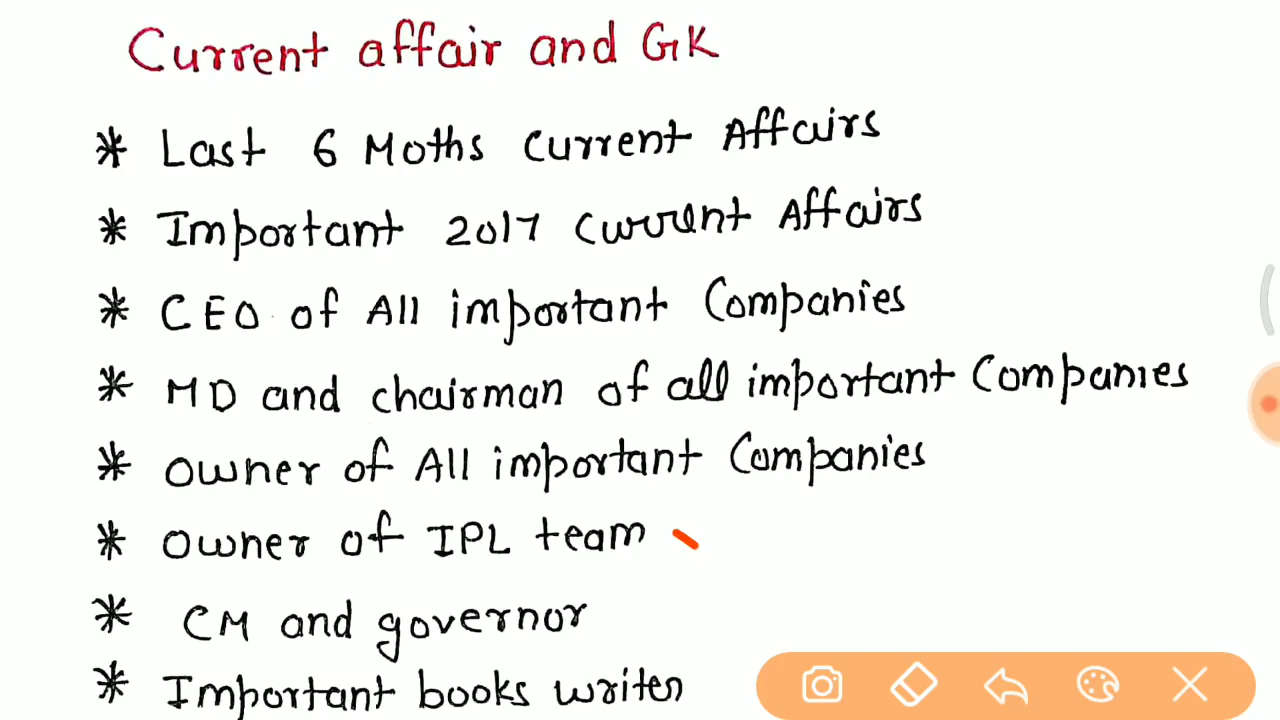 Current affair and GK
* Last 6 Moths Current Affairs
* Important 2017 Current Affairs
* CEO of All important Companies
* MD and chairman of all important Companies
* Owner of All important Companies
* Owner of IPL team
* CM and governor
* Important books writer